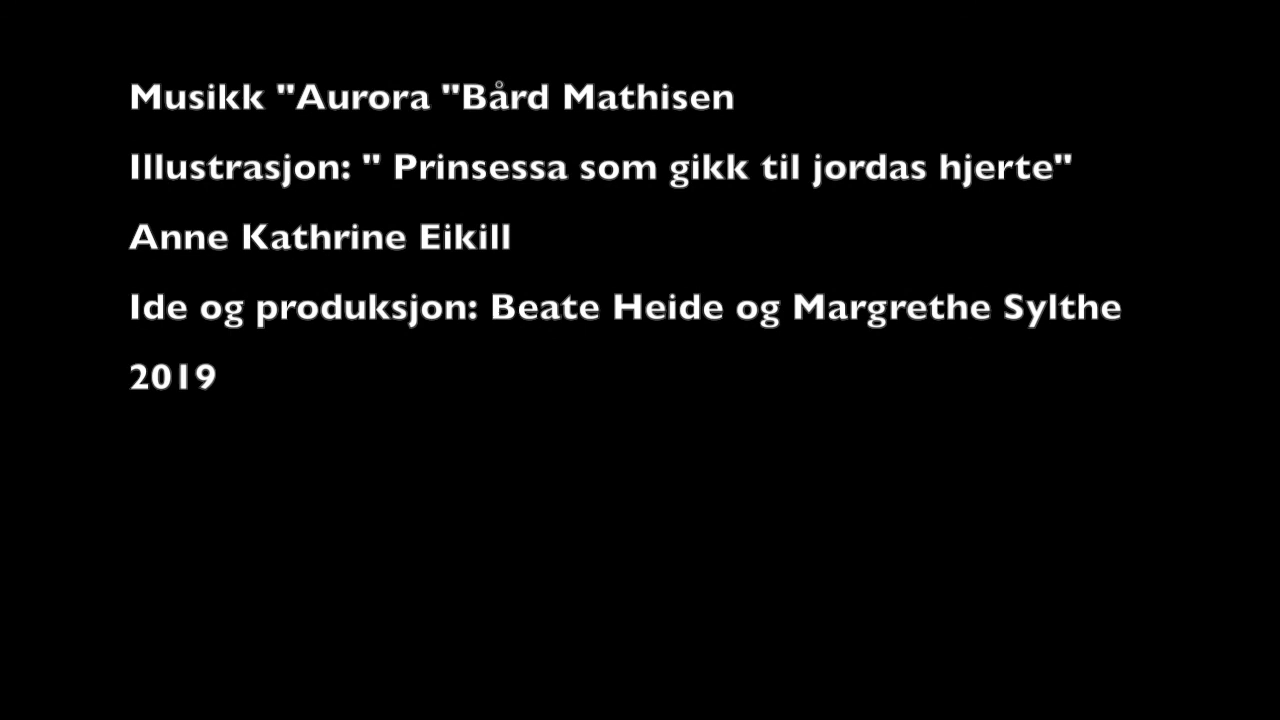 Musikk "Aurora "Bård Mathisen
Illustrasjon: " Prinsessa som gikk til jordas hjerte"
Anne Kathrine Eikill
Ide og produksjon: Beate Heide og Margrethe Sylthe
2019